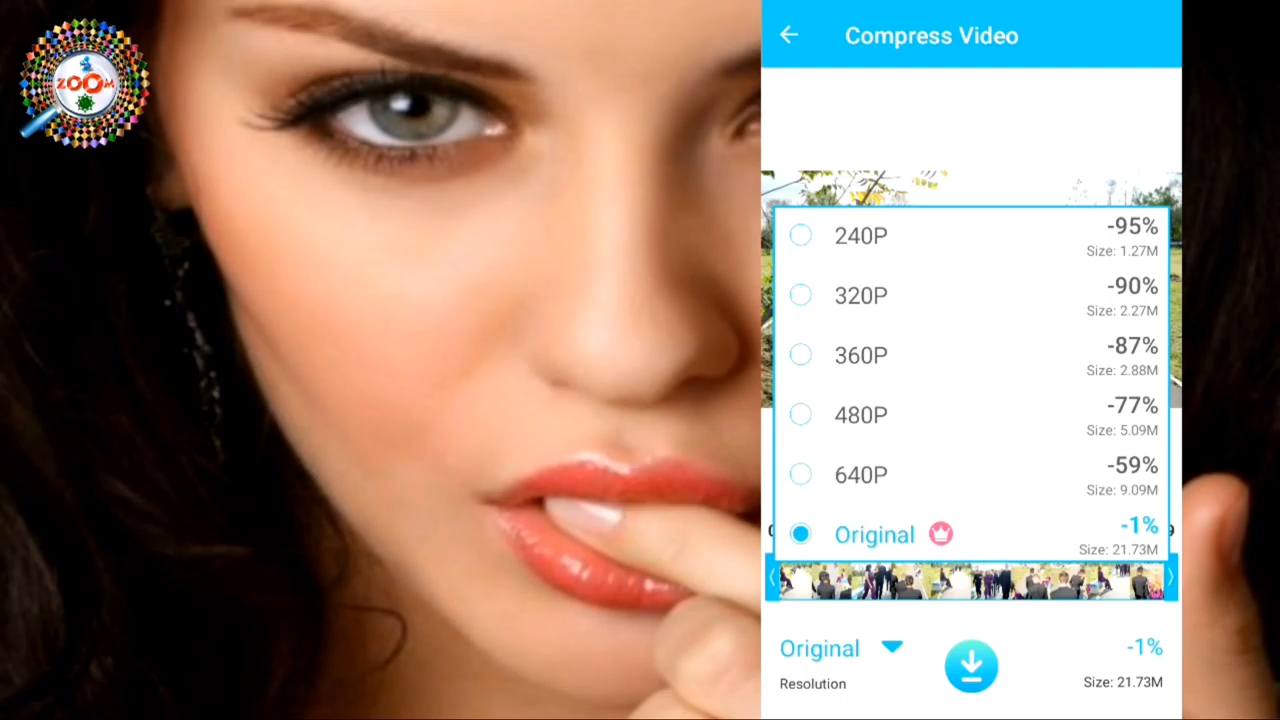 ZOOM
Compress Video
240P
-95%
Size: 1.27M
320P
-90%
Size: 2.27M
360P
-87%
Size: 2.88M
480P
-77%
Size: 5.09M
640P
-59%
Size: 9.09M
Original
-1%
Size: 21.73M
Original
-1%
Resolution
Size: 21.73M